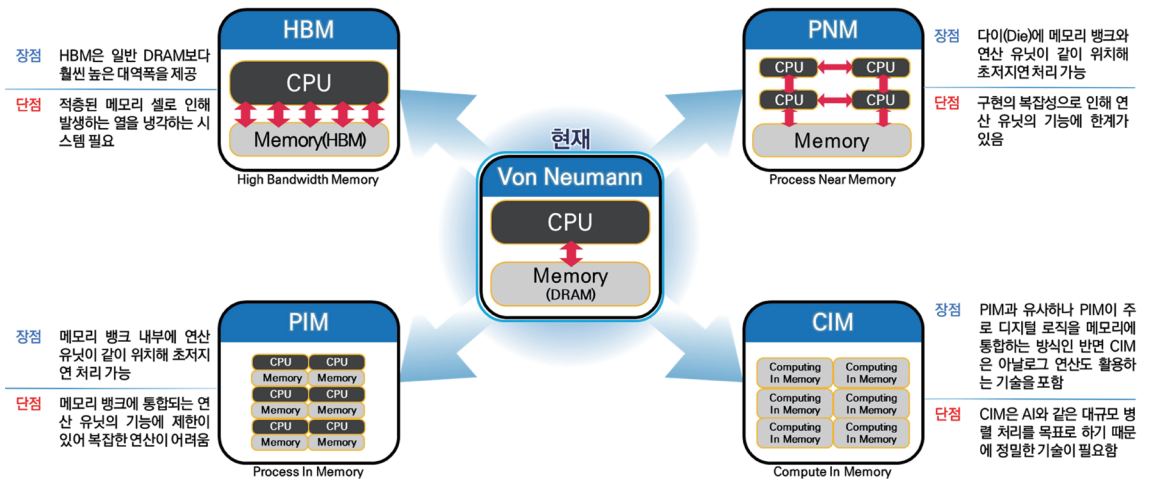 HBM
장점
HBM은 일반 DRAM보다
훨씬 높은 대역폭을 제공
단점
적층된 메모리 셀로 인해
발생하는 열을 냉각하는 시
스템 필요
CPU
Memory(HBM)
High Bandwidth Memory
PNM
CPU
CPU
CPU
CPU
Memory
Process Near Memory
장점
다이(Die)에 메모리 뱅크와
연산 유닛이 같이 위치해
초저지연 처리 가능
단점
구현의 복잡성으로 인해 연
산 유닛의 기능에 한계가
있음
현재
Von Neumann
CPU
Memory
(DRAM)
장점
메모리 뱅크 내부에 연산
유닛이 같이 위치해 초저지
연 처리 가능
단점
메모리 뱅크에 통합되는 연
산 유닛의 기능에 제한이
있어 복잡한 연산이 어려움
PIM
CPU CPU
Memory Memory
CPU CPU
Memory Memory
CPU CPU
Memory Memory
Process In Memory
CIM
Computing Computing
In Memory In Memory
Computing Computing
In Memory In Memory
Computing Computing
In Memory In Memory
Compute In Memory
장점
PIM과 유사하나 PIM이 주
로 디지털 로직을 메모리에
통합하는 방식인 반면 CIM
은 아날로그 연산도 활용하
는 기술을 포함
단점
CIM은 AI와 같은 대규모 병
렬 처리를 목표로 하기 때문
에 정밀한 기술이 필요함